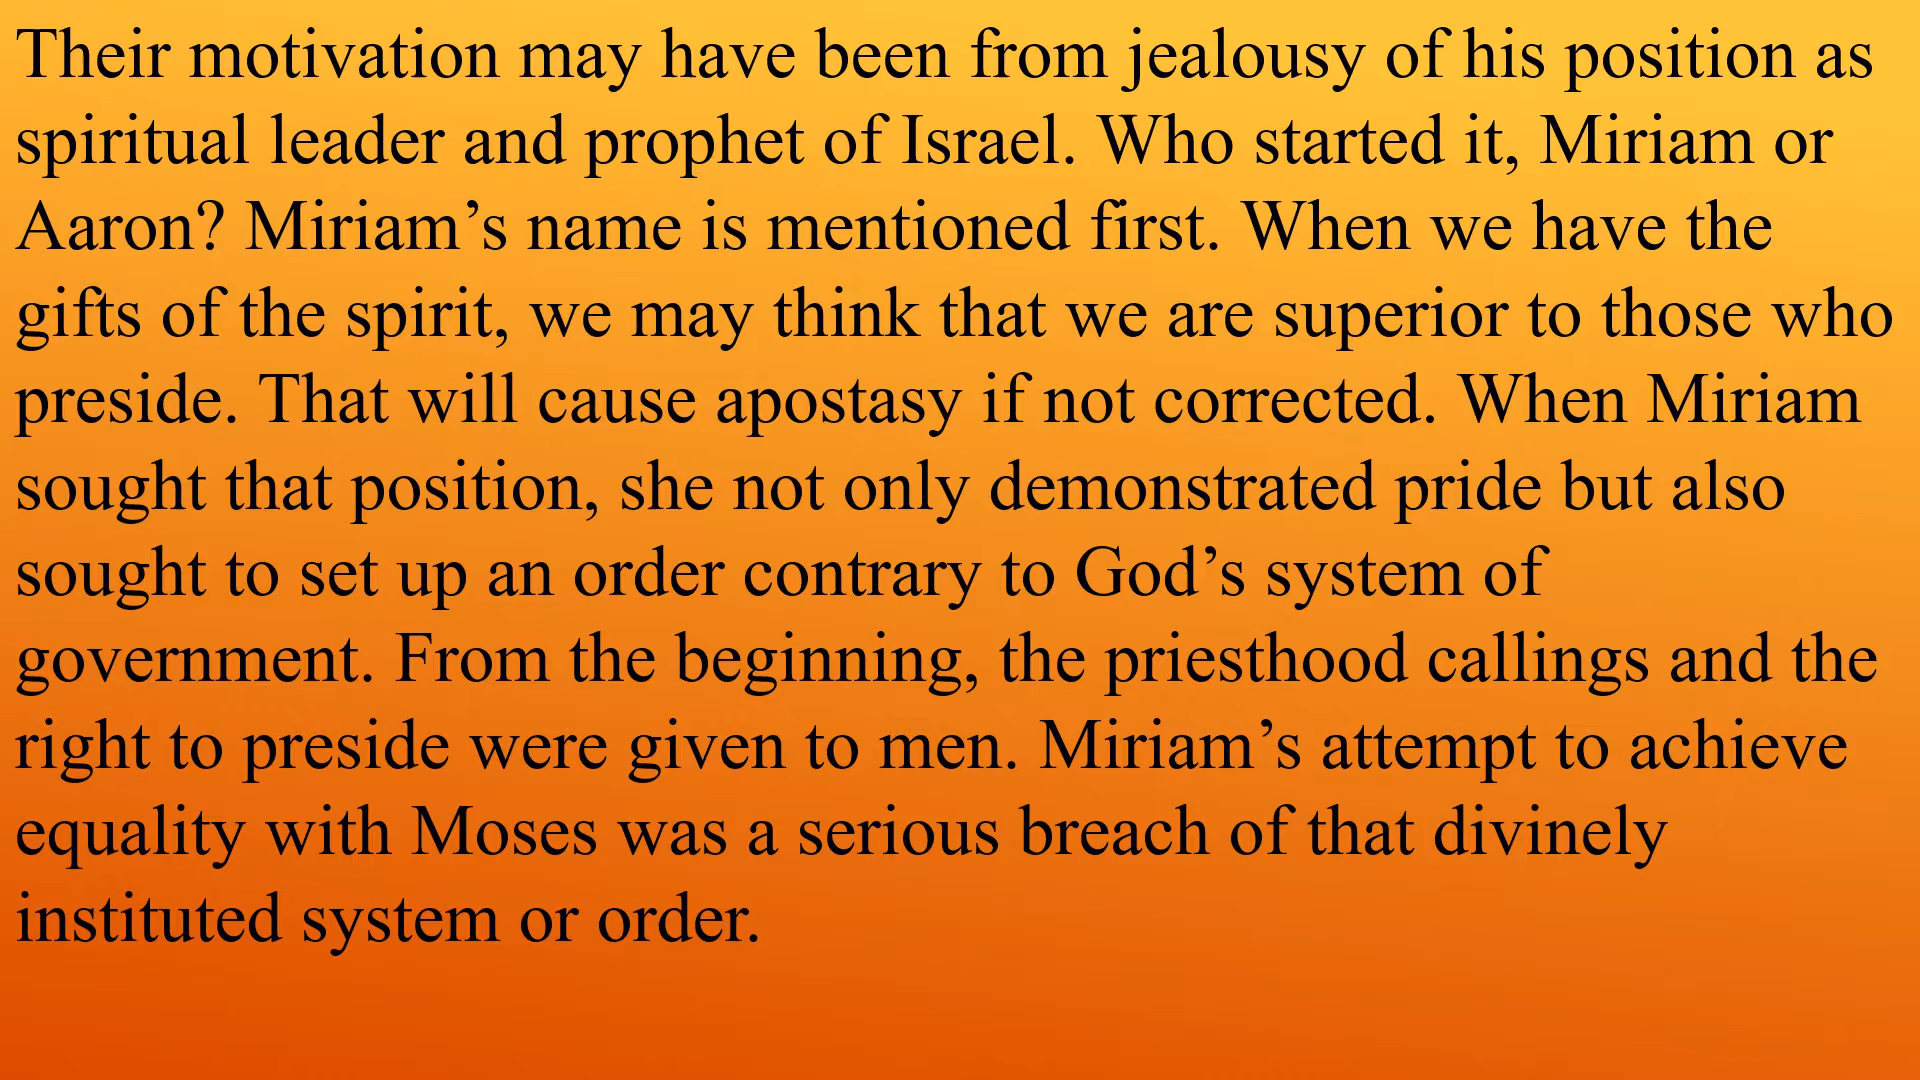 Their motivation may have been from jealousy of his position as
spiritual leader and prophet of Israel. Who started it, Miriam or
Aaron? Miriam’s name is mentioned first. When we have the
gifts of the spirit, we may think that we are superior to those who
preside. That will cause apostasy if not corrected. When Miriam
sought that position, she not only demonstrated pride but also
sought to set up an order contrary to God’s system of
government. From the beginning, the priesthood callings and the
right to preside were given to men. Miriam’s attempt to achieve
equality with Moses was a serious breach of that divinely
instituted system or order.